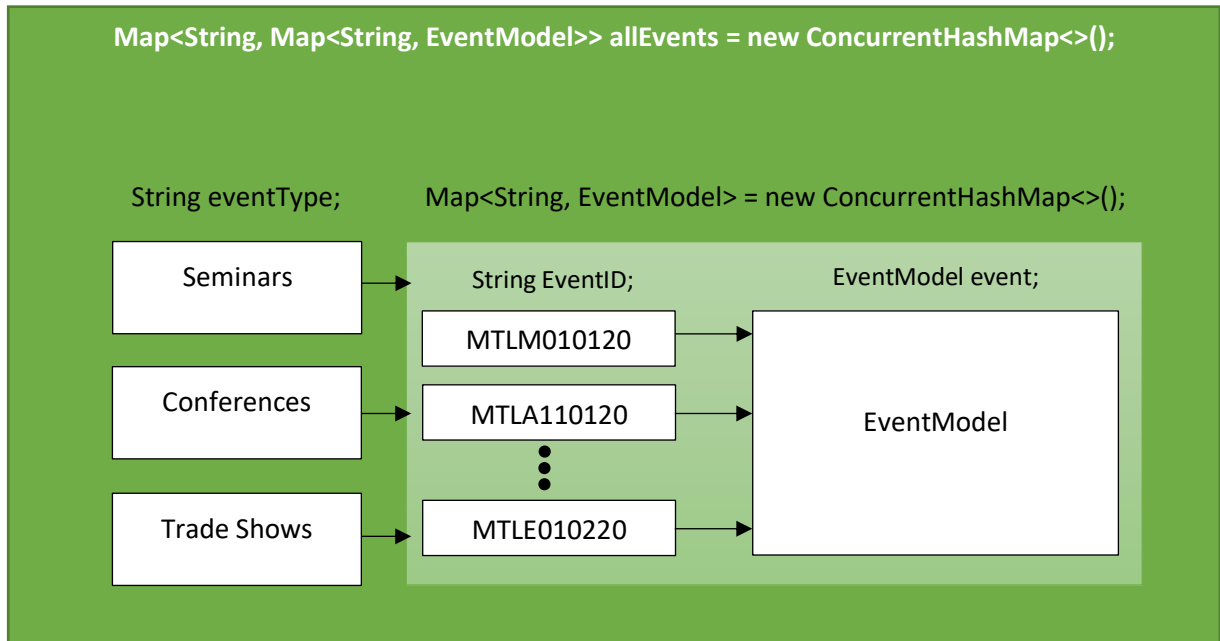 Map<String, Map<String, EventModel>> allEvents = new ConcurrentHashMap<>();
String eventType;
Map<String, EventModel> = new ConcurrentHashMap<>();
Seminars
String EventID;
EventModel event;
MTLM010120
Conferences
MTLA110120
EventModel
Trade Shows
MTLE010220